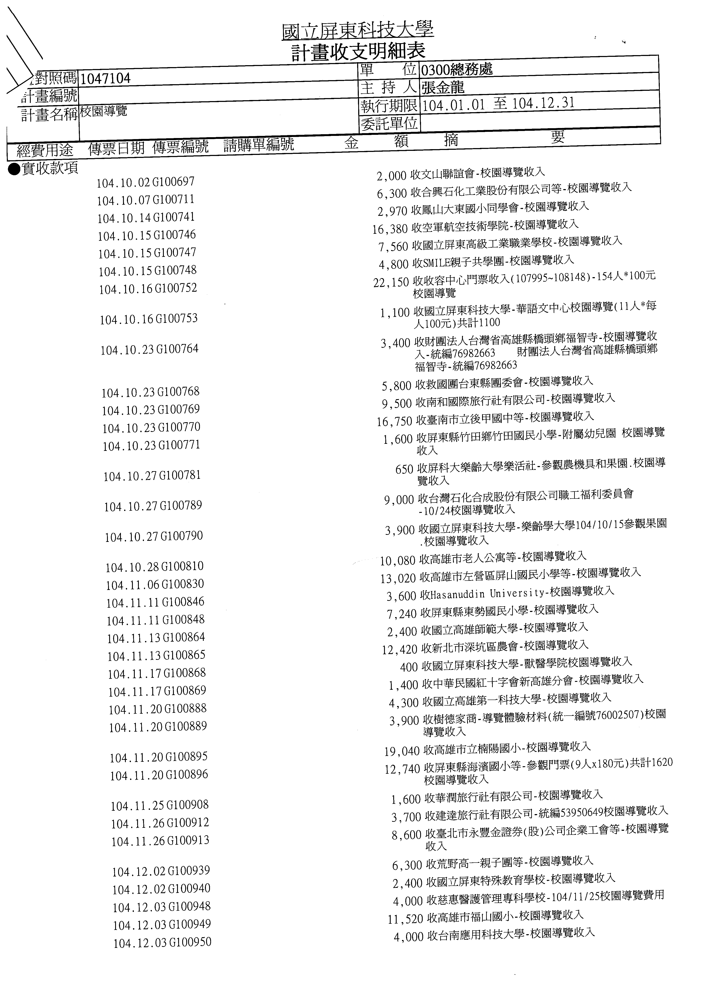 國立屏東科技大學
計畫收支明細表
對照碼 1047104 單位 0300總務處
計畫編號 主持人 張金龍
計畫名稱 校園導覽 執行期限 104.01.01 至 104.12.31
委託單位
經費用途 傳票日期 傳票編號 請購單編號 金額 摘要
●實收款項
104.10.02 G100697 2,000 收文山聯誼會-校園導覽收入
104.10.07 G100711 6,300 收合興石化工業股份有限公司等-校園導覽收入
104.10.14 G100741 2,970 收鳳山大東國小同學會-校園導覽收入
104.10.15 G100746 16,380 收空軍航空技術學院-校園導覽收入
104.10.15 G100747 7,560 收國立屏東高級工業職業學校-校園導覽收入
104.10.15 G100748 4,800 收SMILE親子共學團-校園導覽收入
104.10.16 G100752 22,150 收收容中心門票收入(107995~108148)-154人*100元
校園導覽
104.10.16 G100753 1,100 收國立屏東科技大學-華語文中心校園導覽(11人*每
人100元)共計1100
104.10.23 G100764 3,400 收財團法人台灣省高雄縣橋頭鄉福智寺-校園導覽收
入-統編76982663 財團法人台灣省高雄縣橋頭鄉
福智寺-統編76982663
104.10.23 G100768 5,800 收救國團台東縣團委會-校園導覽收入
104.10.23 G100769 9,500 收南和國際旅行社有限公司-校園導覽收入
104.10.23 G100770 16,750 收臺南市立後甲國中等-校園導覽收入
104.10.23 G100771 1,600 收屏東縣竹田鄉竹田國民小學-附屬幼兒園 校園導覽
收入
104.10.27 G100781 650 收屏科大樂齡大學樂活社-參觀農機具和果園.校園導
覽收入
104.10.27 G100789 9,000 收台灣石化合成股份有限公司職工福利委員會
-10/24校園導覽收入
104.10.27 G100790 3,900 收國立屏東科技大學-樂齡學大學104/10/15參觀果園
.校園導覽收入
104.10.28 G100810 10,080 收高雄市老人公寓等-校園導覽收入
104.11.06 G100830 13,020 收高雄市左營區屏山國民小學等-校園導覽收入
104.11.11 G100846 3,600 收Hasanuddin University-校園導覽收入
104.11.11 G100848 7,240 收屏東縣東勢國民小學-校園導覽收入
104.11.13 G100864 2,400 收國立高雄師範大學-校園導覽收入
104.11.13 G100865 12,420 收新北市深坑區農會-校園導覽收入
104.11.17 G100868 400 收國立屏東科技大學-獸醫學院校園導覽收入
104.11.17 G100869 1,400 收中華民國紅十字會新高雄分會-校園導覽收入
104.11.20 G100888 4,300 收國立高雄第一科技大學-校園導覽收入
104.11.20 G100889 3,900 收樹德家商-導覽體驗材料(統一編號76002507)校園
導覽收入
104.11.20 G100895 19,040 收高雄市立楠陽國小-校園導覽收入
104.11.20 G100896 12,740 收屏東縣海濱國小等-參觀門票(9人x180元)共計1620
校園導覽收入
104.11.25 G100908 1,600 收華潤旅行社有限公司-校園導覽收入
104.11.26 G100912 3,700 收建達旅行社有限公司-統編53950649校園導覽收入
104.11.26 G100913 8,600 收臺北市永豐金證券(股)公司企業工會等-校園導覽
收入
104.12.02 G100939 6,300 收荒野高一親子團等-校園導覽收入
104.12.02 G100940 2,400 收國立屏東特殊教育學校-校園導覽收入
104.12.03 G100948 4,000 收慈惠醫護管理專科學校-104/11/25校園導覽費用
104.12.03 G100949 11,520 收高雄市福山國小-校園導覽收入
104.12.03 G100950 4,000 收台南應用科技大學-校園導覽收入